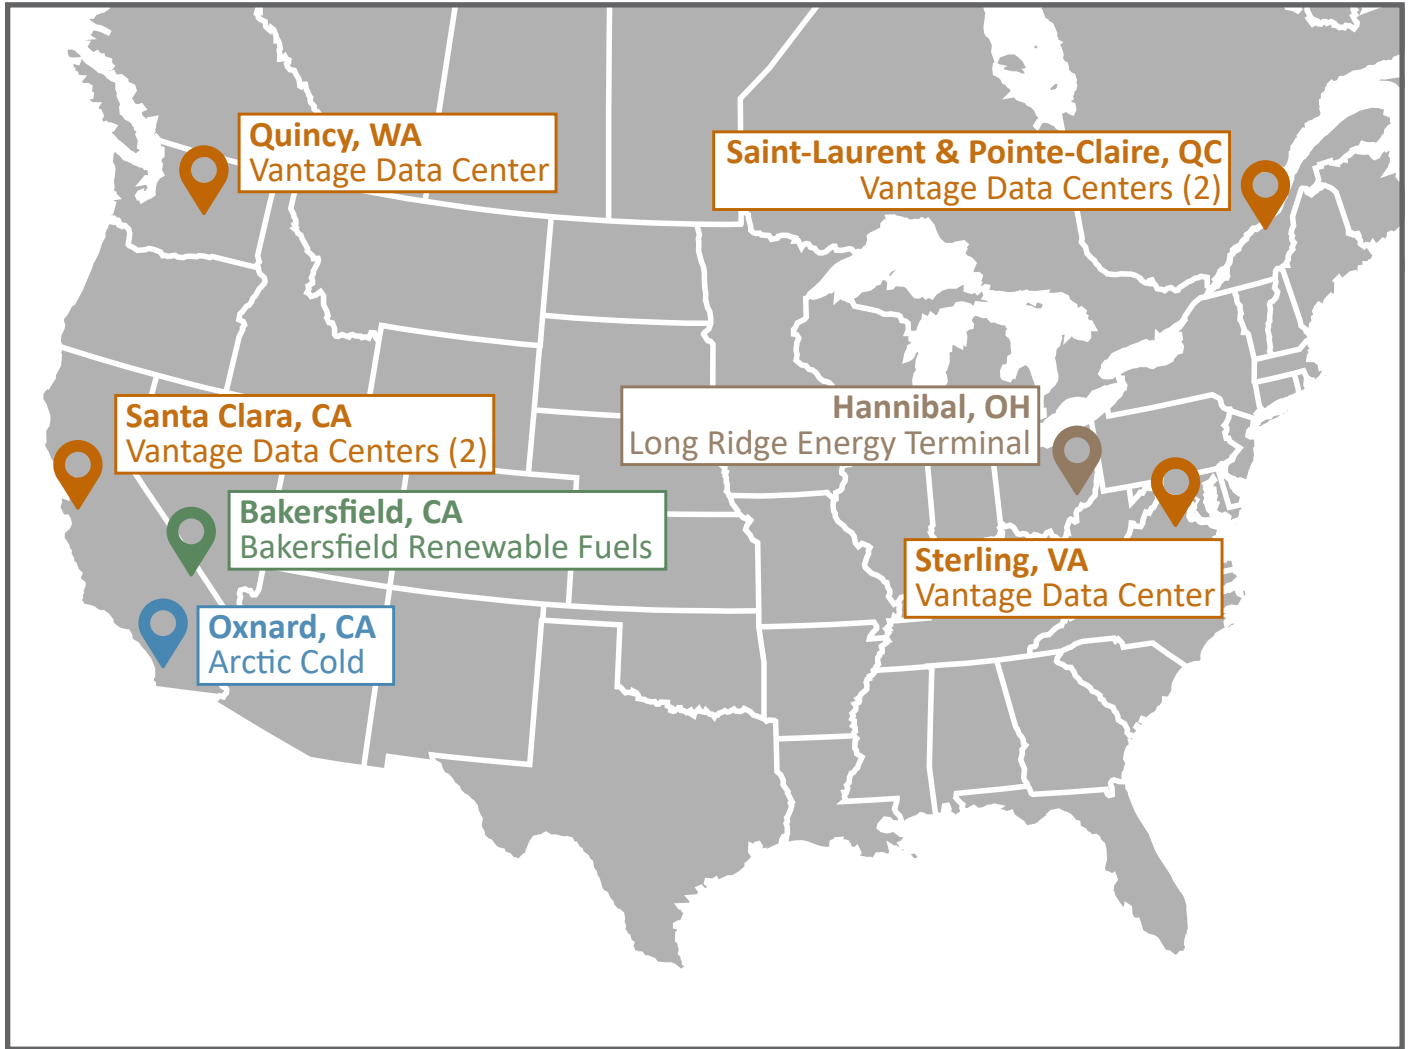 Quincy, WA
Vantage Data Center
Saint-Laurent & Pointe-Claire, QC
Vantage Data Centers (2)
Santa Clara, CA
Vantage Data Centers (2)
Hannibal, OH
Long Ridge Energy Terminal
Bakersfield, CA
Bakersfield Renewable Fuels
Sterling, VA
Vantage Data Center
Oxnard, CA
Arctic Cold